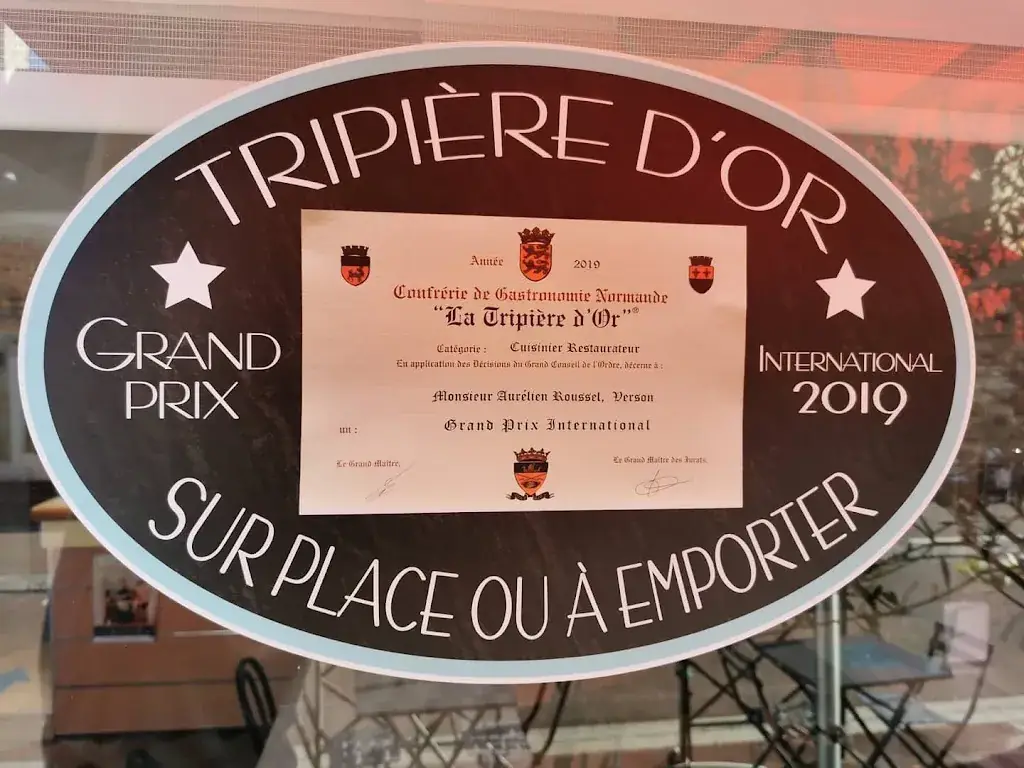 TRIPIÈRE D'OR
GRAND
PRIX
INTERNATIONAL
2019
Année 2019
Confrérie de Gastronomie Normande
"La Tripière d'Or"®
Catégorie : Cuisinier Restaurateur
En application des Décisions du Grand Conseil de l'Ordre, décerne à :
Monsieur Aurélien Roussel, Verson
un : Grand Prix International
Le Grand Maître,
Le Grand Maître des Jurats,
SUR PLACE OU À EMPORTER